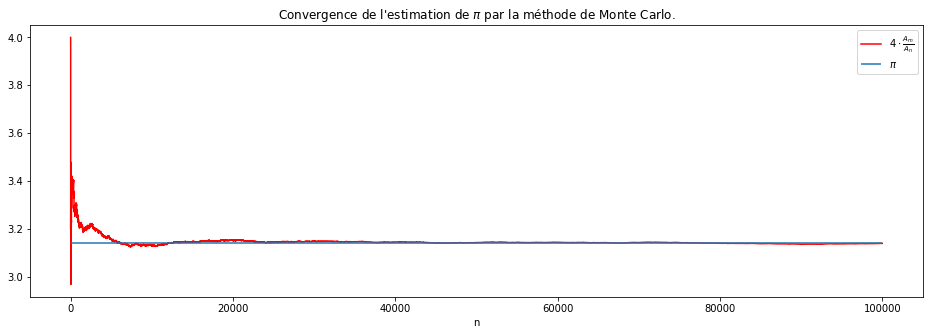 Convergence de l'estimation de π par la méthode de Monte Carlo.
4.0
3.8
3.6
3.4
3.2
3.0
4 · A_m/A_n
π
0 20000 40000 60000 80000 100000
n